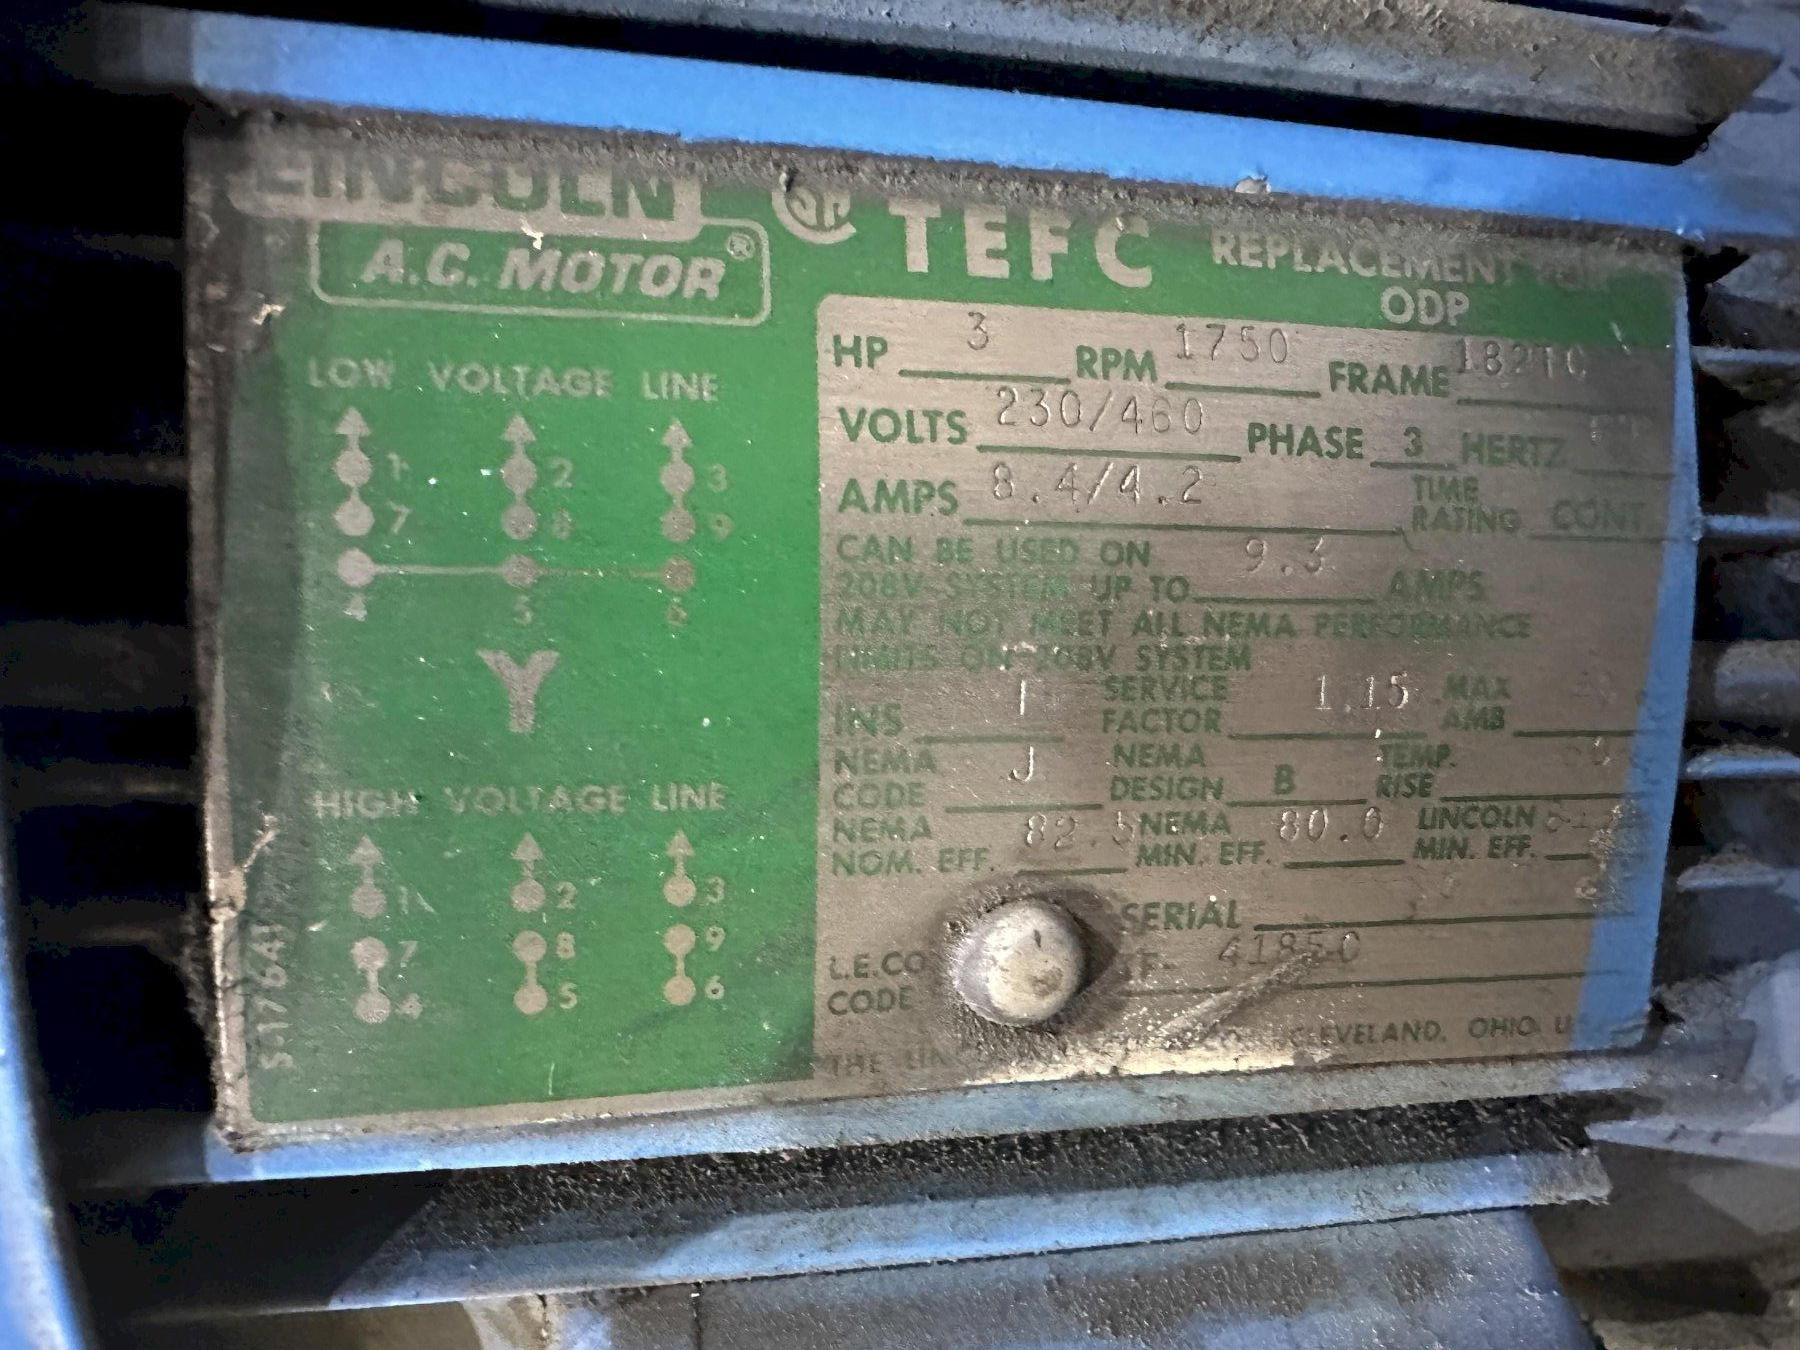 LINCOLN
A.C. MOTOR ®
TEFC
REPLACEMENT
ODP
LOW VOLTAGE LINE
1 2 3
7 8 9
4 5 6
Y
HIGH VOLTAGE LINE
1 2 3
7 8 9
4 5 6
HP 3 RPM 1750 FRAME 182TC
VOLTS 230/460 PHASE 3 HERTZ
AMPS 8.4/4.2 TIME RATING CONT
CAN BE USED ON
208V SYSTEM UP TO 9.3 AMPS
MAY NOT MEET ALL NEMA PERFORMANCE
LIMITS ON 208V SYSTEM
INS SERVICE FACTOR 1.15 MAX AMB
NEMA CODE J NEMA DESIGN B TEMP. RISE
NEMA NOM. EFF. 82.5 NEMA MIN. EFF. 80.0 LINCOLN MIN. EFF.
SERIAL
L.E.CO CODE
THE CLEVELAND, OHIO